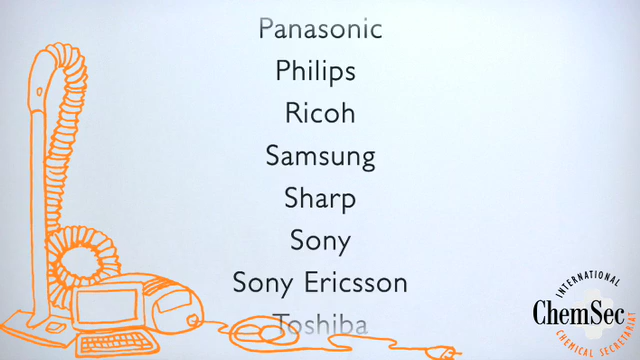 Panasonic
Philips
Ricoh
Samsung
Sharp
Sony
Sony Ericsson
Toshiba
INTERNATIONAL
ChemSec
CHEMICAL SECRETARIAT